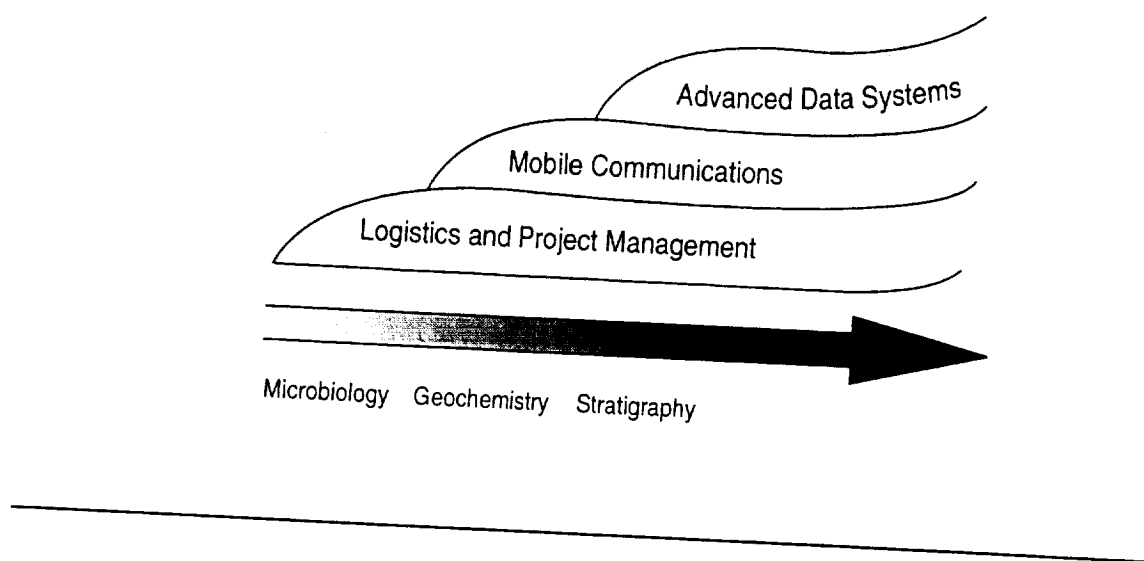 Advanced Data Systems
Mobile Communications
Logistics and Project Management
Microbiology Geochemistry Stratigraphy